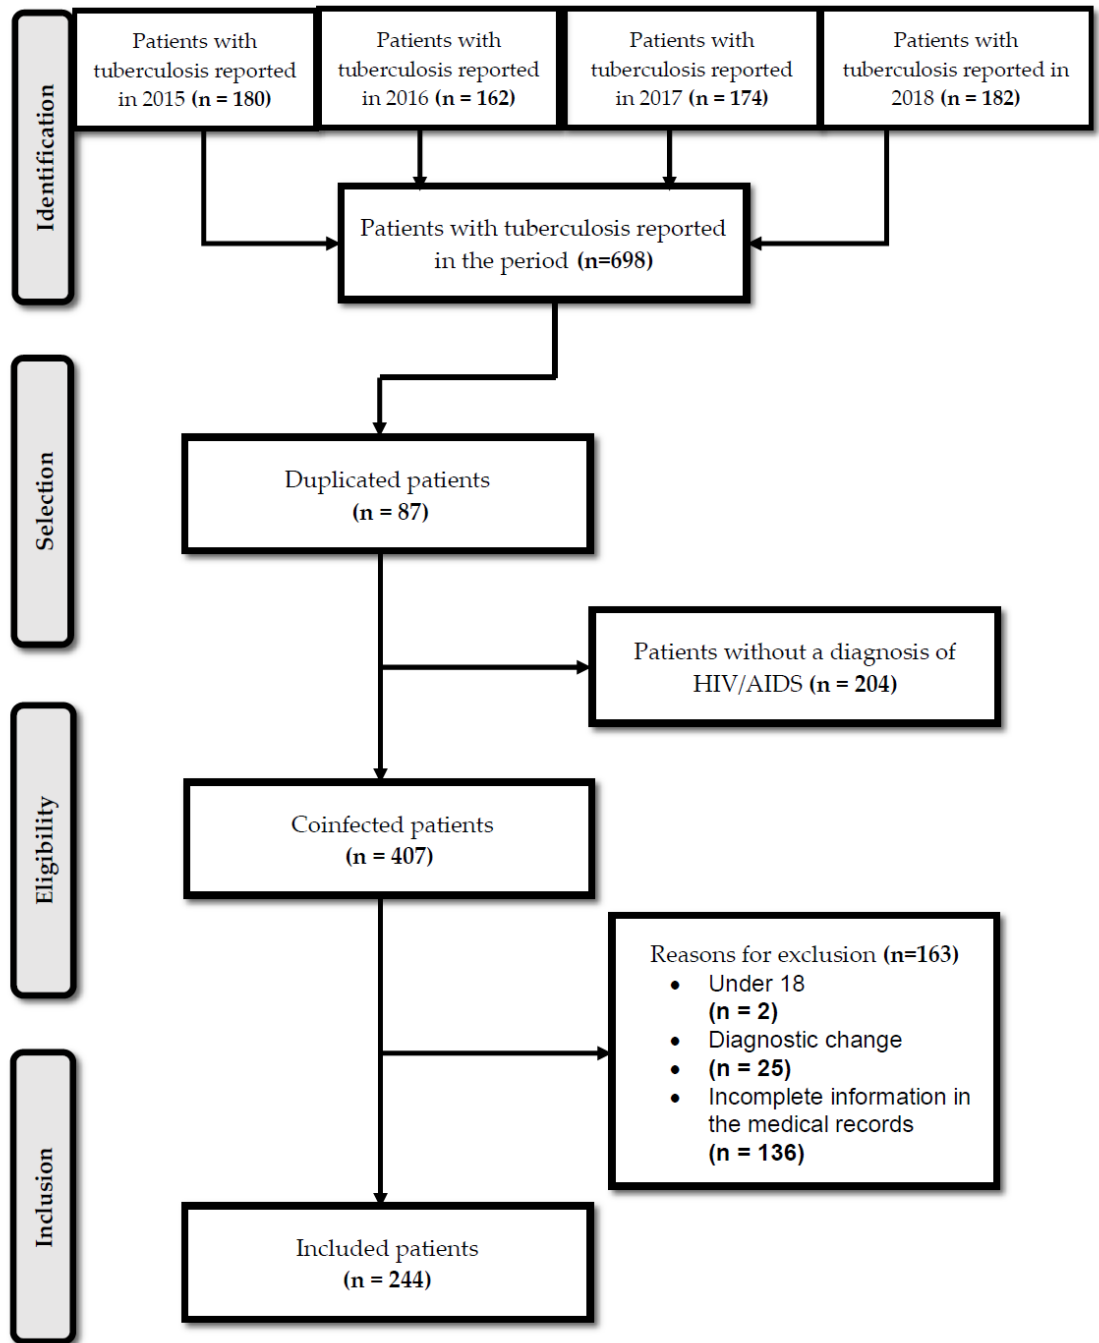 Identification
Patients with
tuberculosis reported
in 2015 (n = 180)
Patients with
tuberculosis reported
in 2016 (n = 162)
Patients with
tuberculosis reported
in 2017 (n = 174)
Patients with
tuberculosis reported in
2018 (n = 182)
Patients with tuberculosis reported
in the period (n=698)
Selection
Duplicated patients
(n = 87)
Patients without a diagnosis of
HIV/AIDS (n = 204)
Eligibility
Coinfected patients
(n = 407)
Reasons for exclusion (n=163)
• Under 18
(n = 2)
• Diagnostic change
• (n = 25)
• Incomplete information in
the medical records
(n = 136)
Inclusion
Included patients
(n = 244)